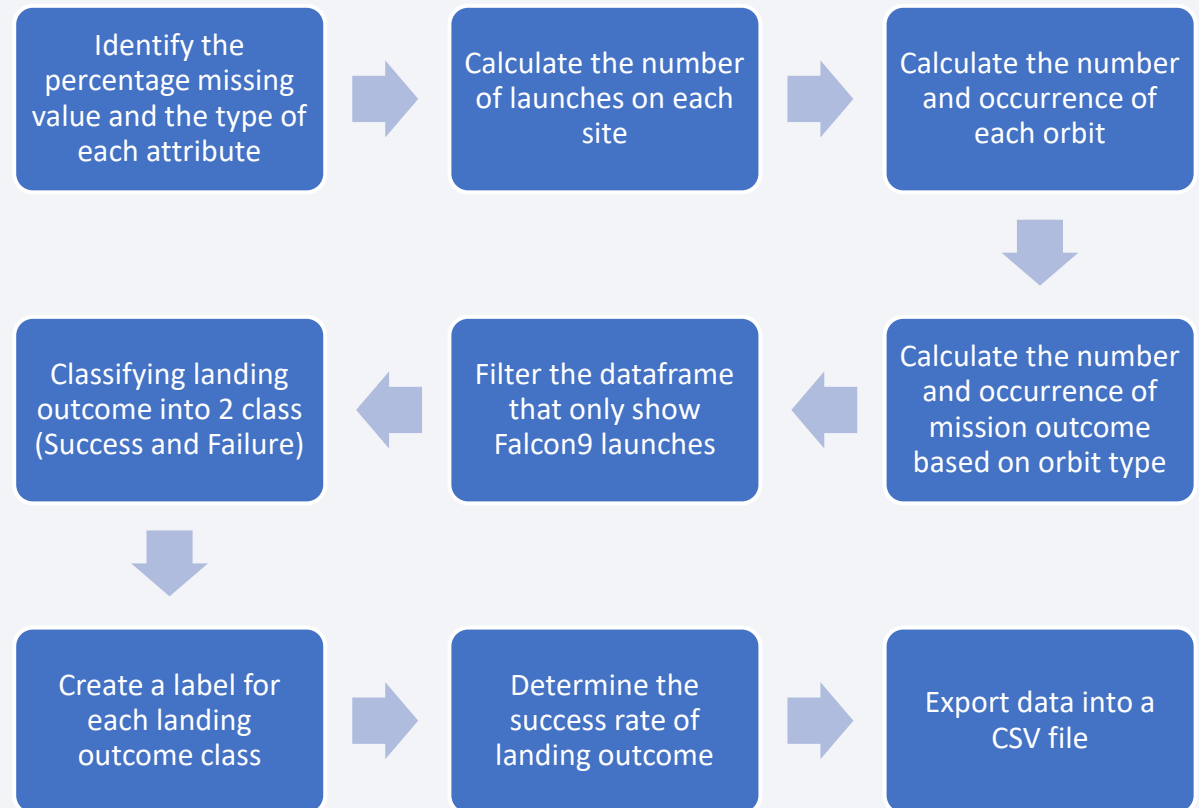 Identify the
percentage missing
value and the type of
each attribute
Calculate the number
of launches on each
site
Calculate the number
and occurrence of
each orbit
Calculate the number
and occurrence of
mission outcome
based on orbit type
Filter the dataframe
that only show
Falcon9 launches
Classifying landing
outcome into 2 class
(Success and Failure)
Create a label for
each landing
outcome class
Determine the
success rate of
landing outcome
Export data into a
CSV file